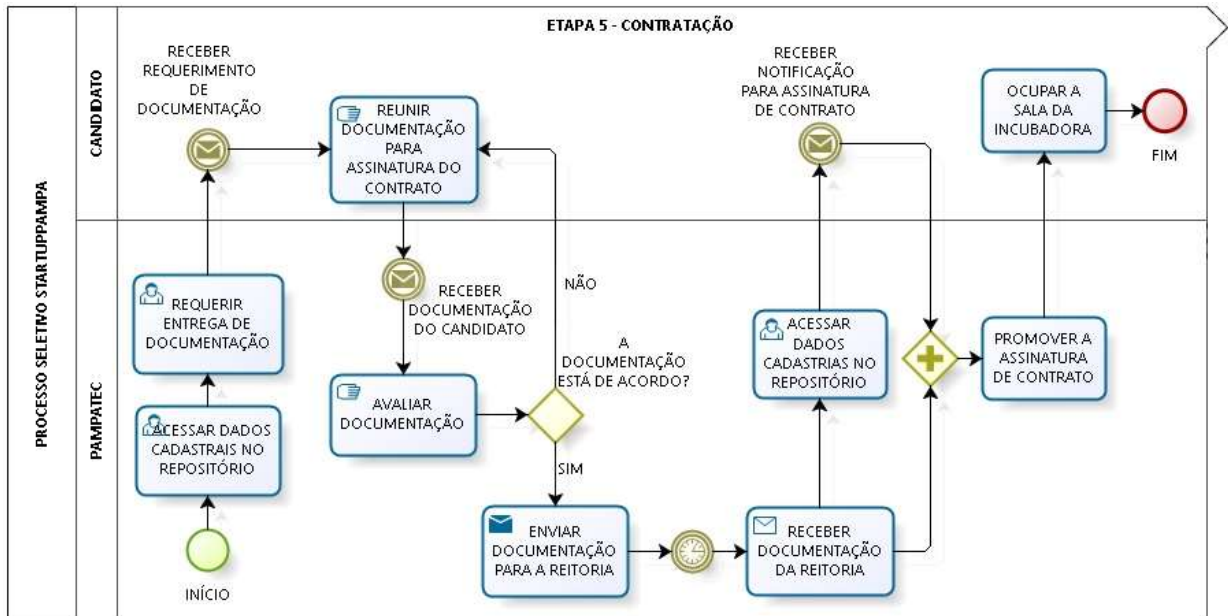 ETAPA 5 - CONTRATAÇÃO
PROCESSO SELETIVO STARTUPPAMPA
CANDIDATO
RECEBER
REQUERIMENTO
DE
DOCUMENTAÇÃO
REUNIR
DOCUMENTAÇÃO
PARA
ASSINATURA DO
CONTRATO
RECEBER
NOTIFICAÇÃO
PARA ASSINATURA
DE CONTRATO
OCUPAR A
SALA DA
INCUBADORA
FIM
PAMPATEC
REQUERIR
ENTREGA DE
DOCUMENTAÇÃO
ACESSAR DADOS
CADASTRAIS NO
REPOSITÓRIO
INÍCIO
RECEBER
DOCUMENTAÇÃO
DO CANDIDATO
AVALIAR
DOCUMENTAÇÃO
NÃO
A
DOCUMENTAÇÃO
ESTÁ DE ACORDO?
SIM
ENVIAR
DOCUMENTAÇÃO
PARA A REITORIA
RECEBER
DOCUMENTAÇÃO
DA REITORIA
ACESSAR
DADOS
CADASTRIAS NO
REPOSITÓRIO
PROMOVER A
ASSINATURA
DE CONTRATO